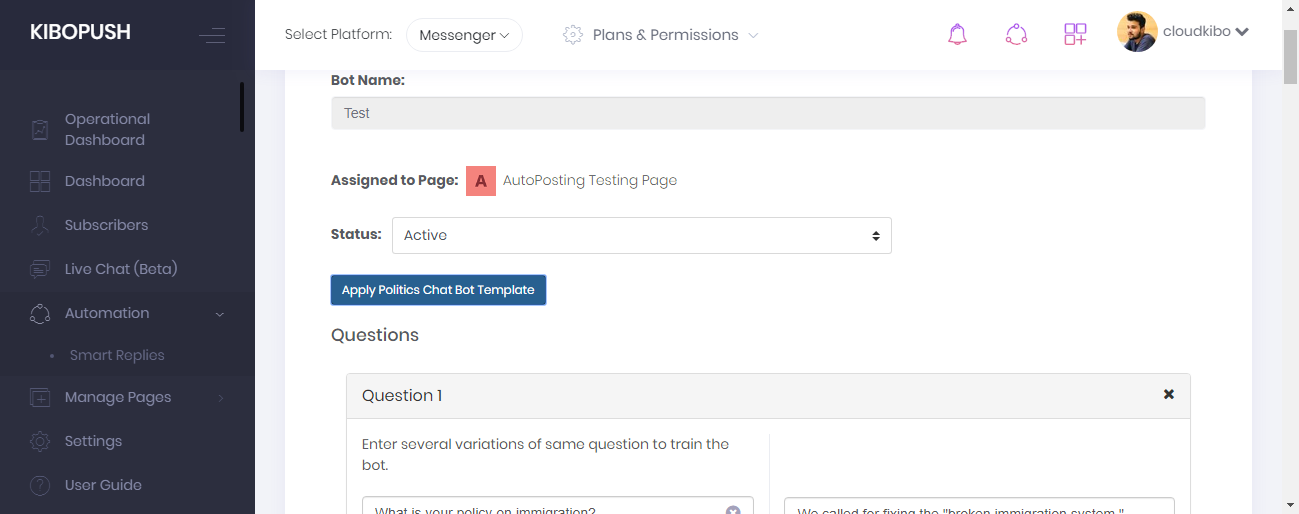 KIBOPUSH
Select Platform: Messenger Plans & Permissions cloudkibo
Operational
Dashboard
Dashboard
Subscribers
Live Chat (Beta)
Automation
Smart Replies
Manage Pages
Settings
User Guide
Bot Name:
Test
Assigned to Page: A AutoPosting Testing Page
Status: Active
Apply Politics Chat Bot Template
Questions
Question 1
Enter several variations of same question to train the
bot.
What is your policy on immigration?
We called for fixing the "broken immigration system,"